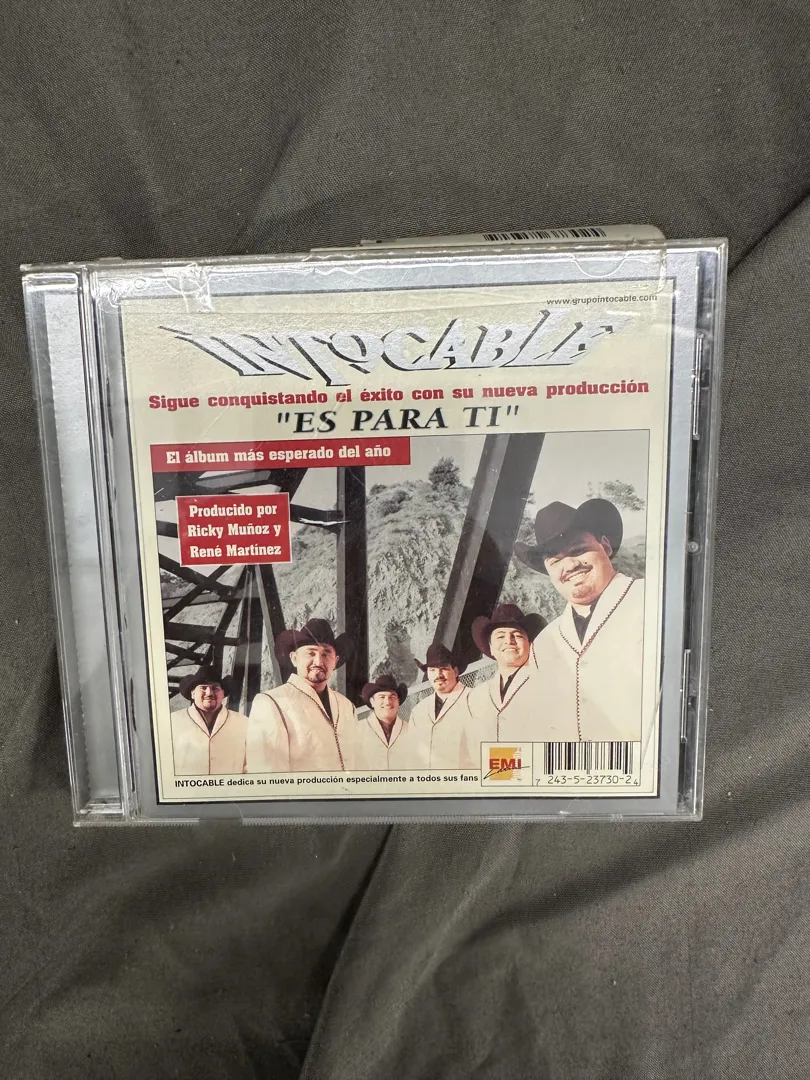 www.grupointocable.com
INTOCABLE
Sigue conquistando el éxito con su nueva producción
"ES PARA TI"
El álbum más esperado del año
Producido por
Ricky Muñoz y
René Martínez
INTOCABLE dedica su nueva producción especialmente a todos sus fans
EMI
Latin
7 243-5-23730-2 4